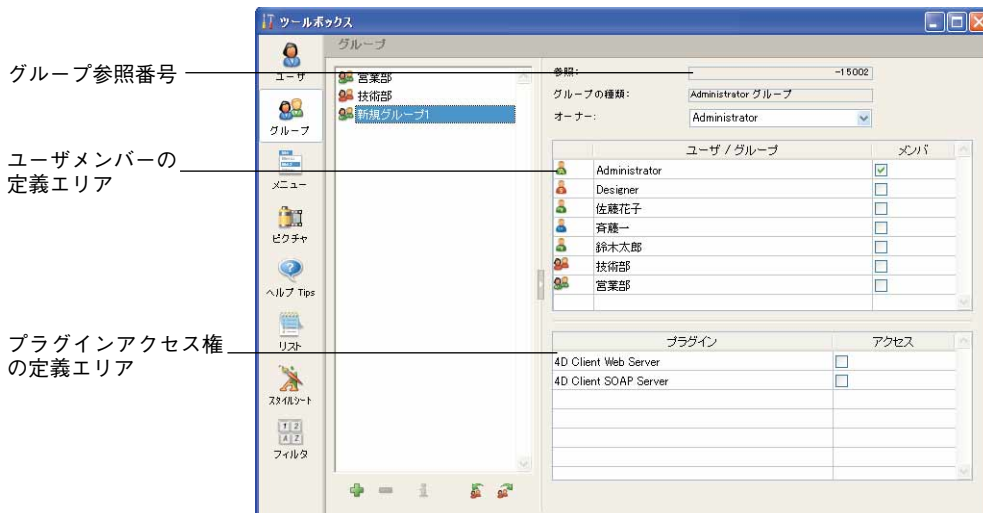 ツールボックス
グループ
グループ参照番号
ユーザメンバーの
定義エリア
プラグインアクセス権
の定義エリア
ユーザ
グループ
メニュー
ピクチャ
ヘルプ Tips
リスト
スタイルシート
フィルタ
営業部
技術部
新規グループ1
参照: -15002
グループの種類: Administrator グループ
オーナー: Administrator
ユーザ / グループ メンバ
Administrator
Designer
佐藤花子
斉藤一
鈴木太郎
技術部
営業部
プラグイン アクセス
4D Client Web Server
4D Client SOAP Server